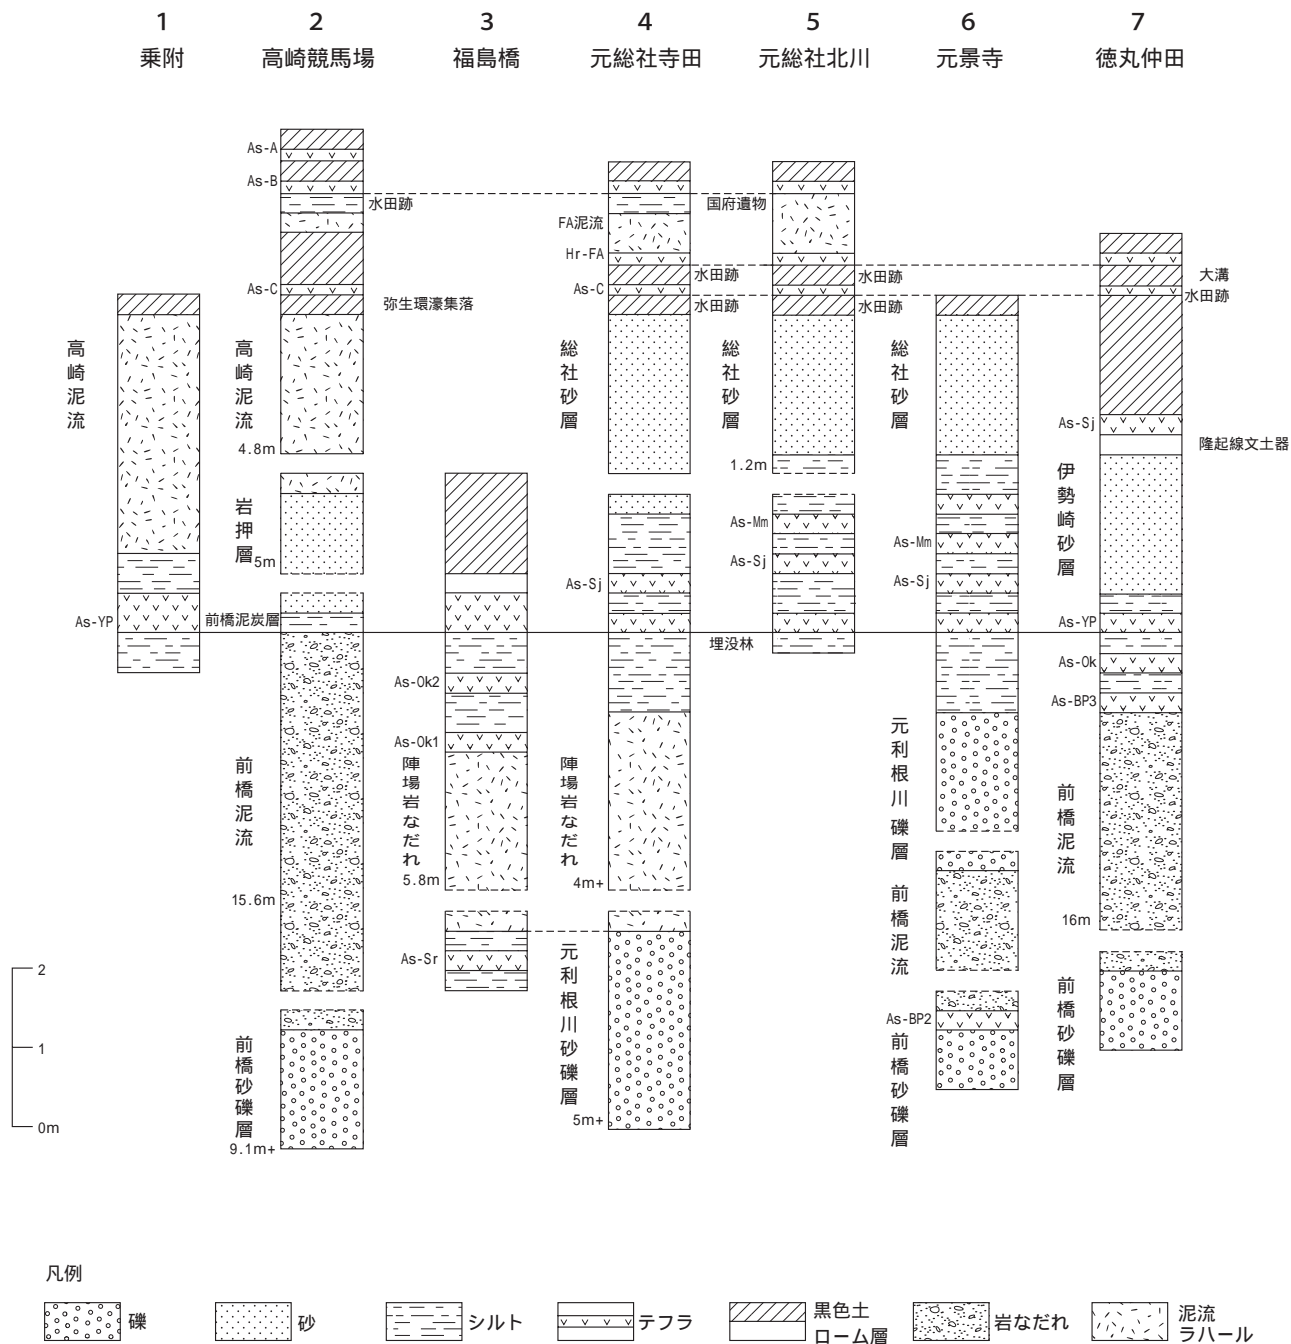 1 2 3 4 5 6 7
乗附 高崎競馬場 福島橋 元総社寺田 元総社北川 元景寺 徳丸仲田
As-A
As-B
水田跡
As-C
弥生環濠集落
高崎泥流
高崎泥流
4.8m
岩押層
5m
As-YP
前橋泥炭層
前橋泥流
15.6m
前橋砂礫層
9.1m+
As-Ok2
As-Ok1
陣場岩なだれ
5.8m
As-Sr
FA泥流
Hr-FA
As-C
水田跡
水田跡
総社砂層
As-Sj
陣場岩なだれ
4m+
元利根川砂礫層
5m+
国府遺物
水田跡
水田跡
総社砂層
1.2m
As-Mm
As-Sj
埋没林
総社砂層
As-Mm
As-Sj
元利根川礫層
前橋泥流
As-BP2
前橋砂礫層
大溝
水田跡
As-Sj
隆起線文土器
伊勢崎砂層
As-YP
As-Ok
As-BP3
前橋泥流
16m
前橋砂礫層
2
1
0m
凡例
礫 砂 シルト テフラ 黒色土 ローム層 岩なだれ 泥流 ラハール